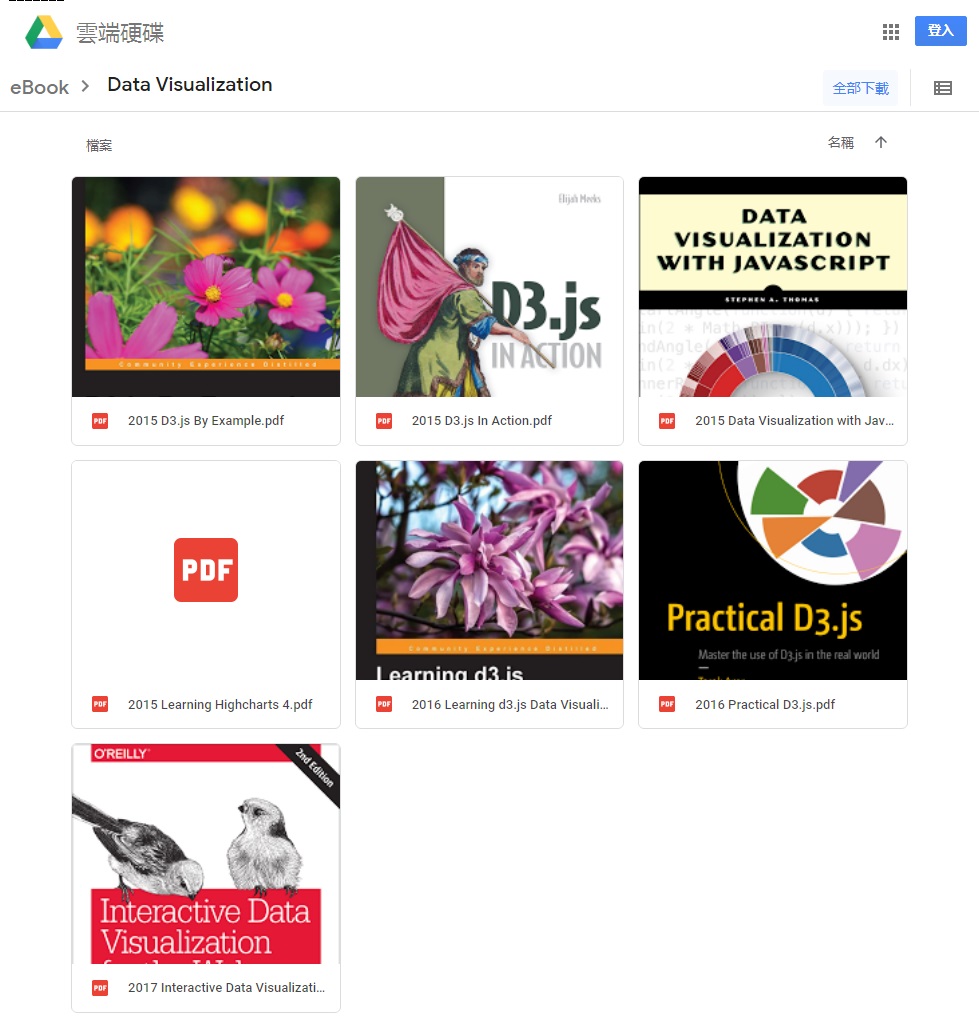 雲端硬碟
登入
eBook
Data Visualization
全部下載
檔案
名稱
Community Experience Distilled
PDF
2015 D3.js By Example.pdf
Elijah Meeks
D3.js
IN ACTION
PDF
2015 D3.js In Action.pdf
DATA
VISUALIZATION
WITH JAVASCRIPT
STEPHEN A. THOMAS
PDF
2015 Data Visualization with Jav...
PDF
PDF
2015 Learning Highcharts 4.pdf
Community Experience Distilled
Learning d3.js
PDF
2016 Learning d3.js Data Visuali...
Practical D3.js
Master the use of D3.js in the real world
PDF
2016 Practical D3.js.pdf
O'REILLY
2nd Edition
Interactive Data
Visualization
PDF
2017 Interactive Data Visualizati...